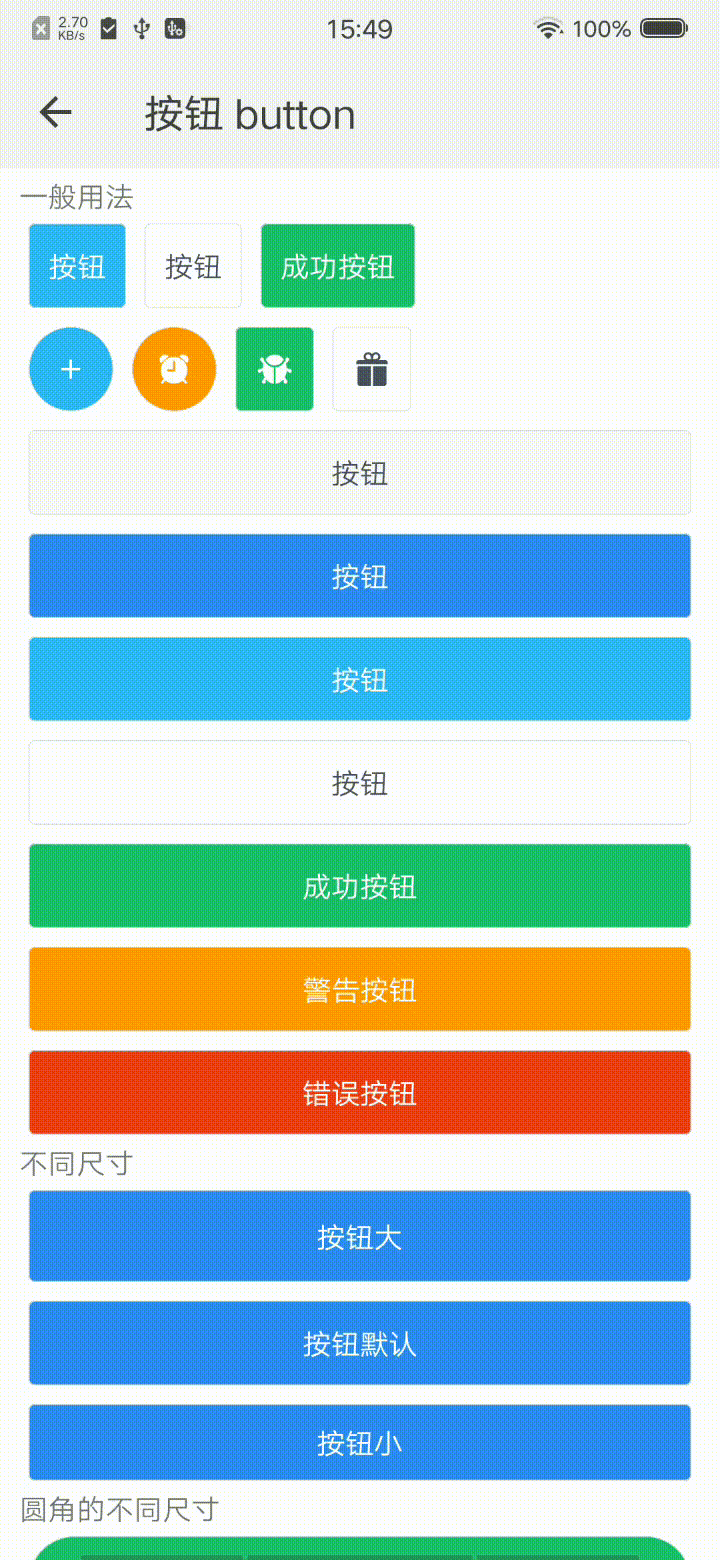 2.70 KB/s 15:49 100%
按钮 button
一般用法
按钮 按钮 成功按钮
按钮
按钮
按钮
按钮
成功按钮
警告按钮
错误按钮
不同尺寸
按钮大
按钮默认
按钮小
圆角的不同尺寸